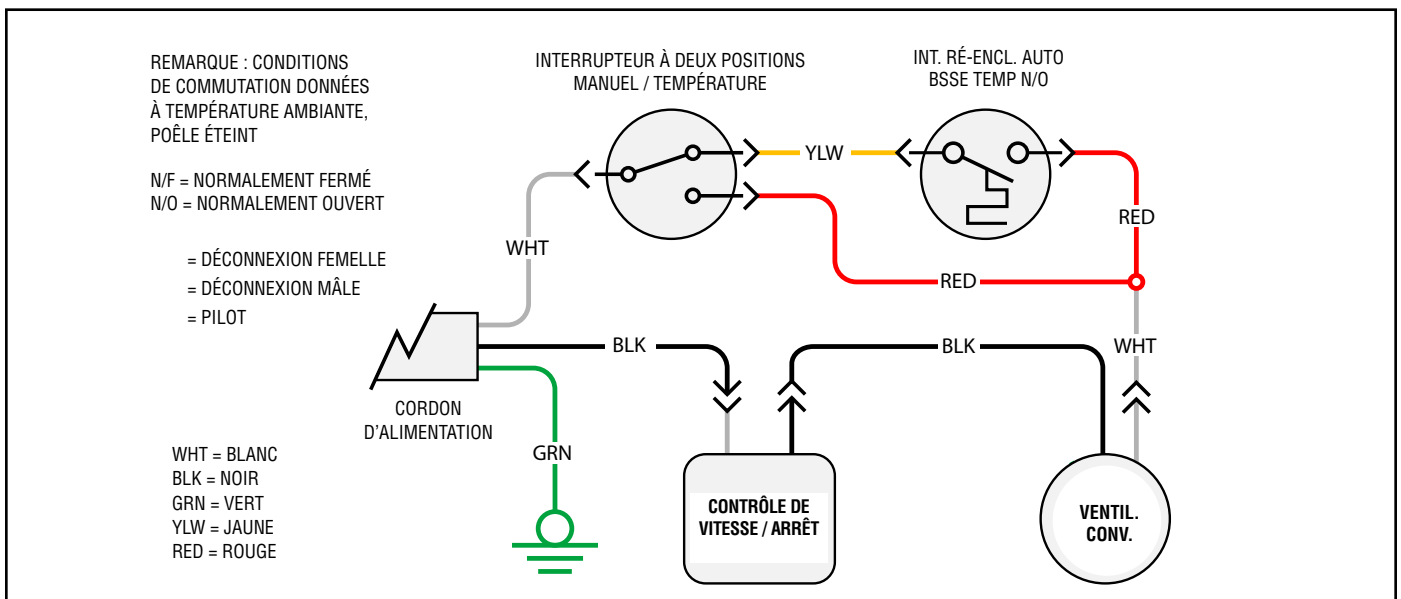 REMARQUE : CONDITIONS
DE COMMUTATION DONNÉES
À TEMPÉRATURE AMBIANTE,
POÊLE ÉTEINT
N/F = NORMALEMENT FERMÉ
N/O = NORMALEMENT OUVERT
= DÉCONNEXION FEMELLE
= DÉCONNEXION MÂLE
= PILOT
INTERRUPTEUR À DEUX POSITIONS
MANUEL / TEMPÉRATURE
INT. RÉ-ENCL. AUTO
BSSE TEMP N/O
YLW
RED
WHT
RED
BLK
BLK
WHT
CORDON
D'ALIMENTATION
GRN
WHT = BLANC
BLK = NOIR
GRN = VERT
YLW = JAUNE
RED = ROUGE
CONTRÔLE DE
VITESSE / ARRÊT
VENTIL.
CONV.